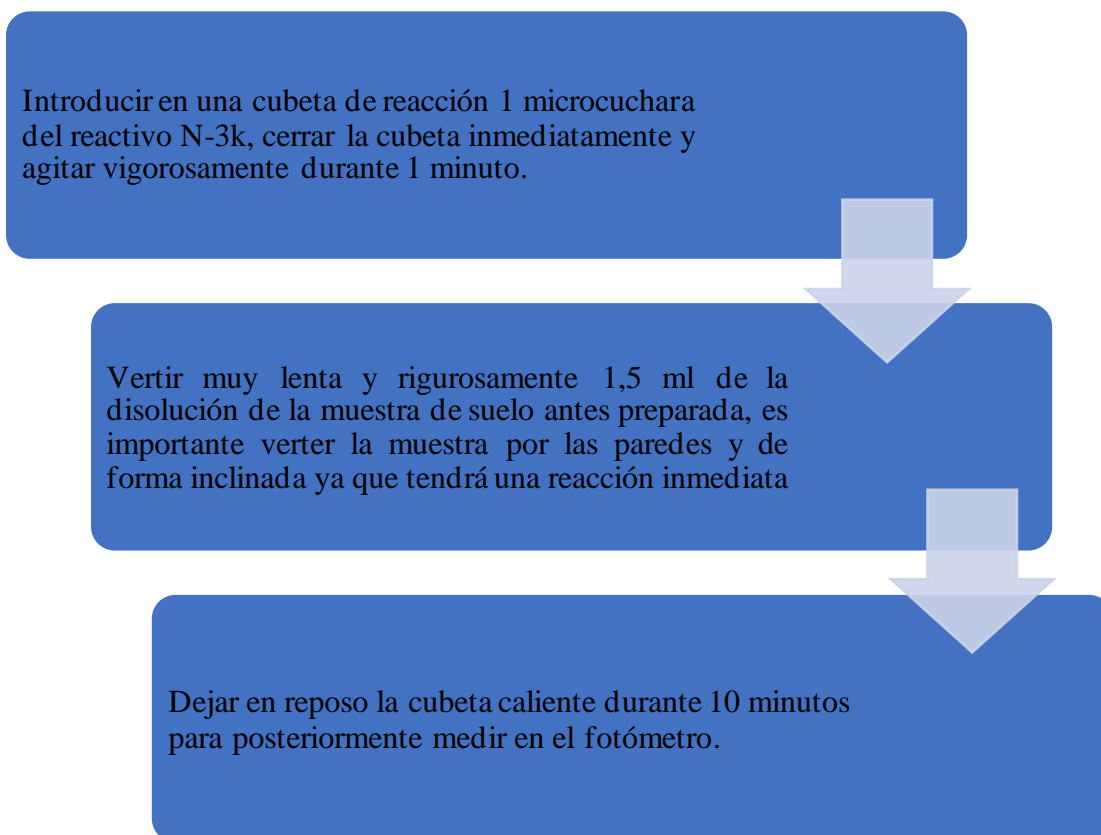 Introducir en una cubeta de reacción 1 microcuchara
del reactivo N-3k, cerrar la cubeta inmediatamente y
agitar vigorosamente durante 1 minuto.
Vertir muy lenta y rigurosamente 1,5 ml de la
disolución de la muestra de suelo antes preparada, es
importante verter la muestra por las paredes y de
forma inclinada ya que tendrá una reacción inmediata
Dejar en reposo la cubeta caliente durante 10 minutos
para posteriormente medir en el fotómetro.